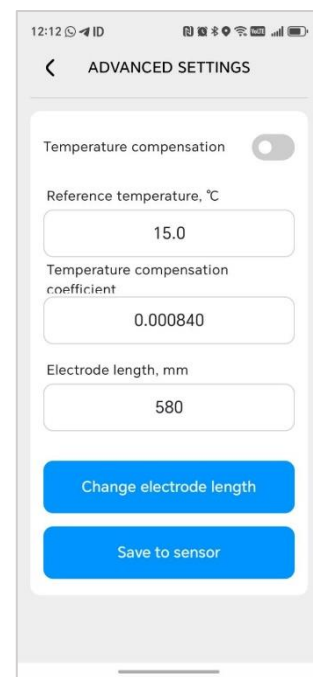 12:12 ID
ADVANCED SETTINGS
Temperature compensation
Reference temperature, °C
15.0
Temperature compensation
coefficient
0.000840
Electrode length, mm
580
Change electrode length
Save to sensor